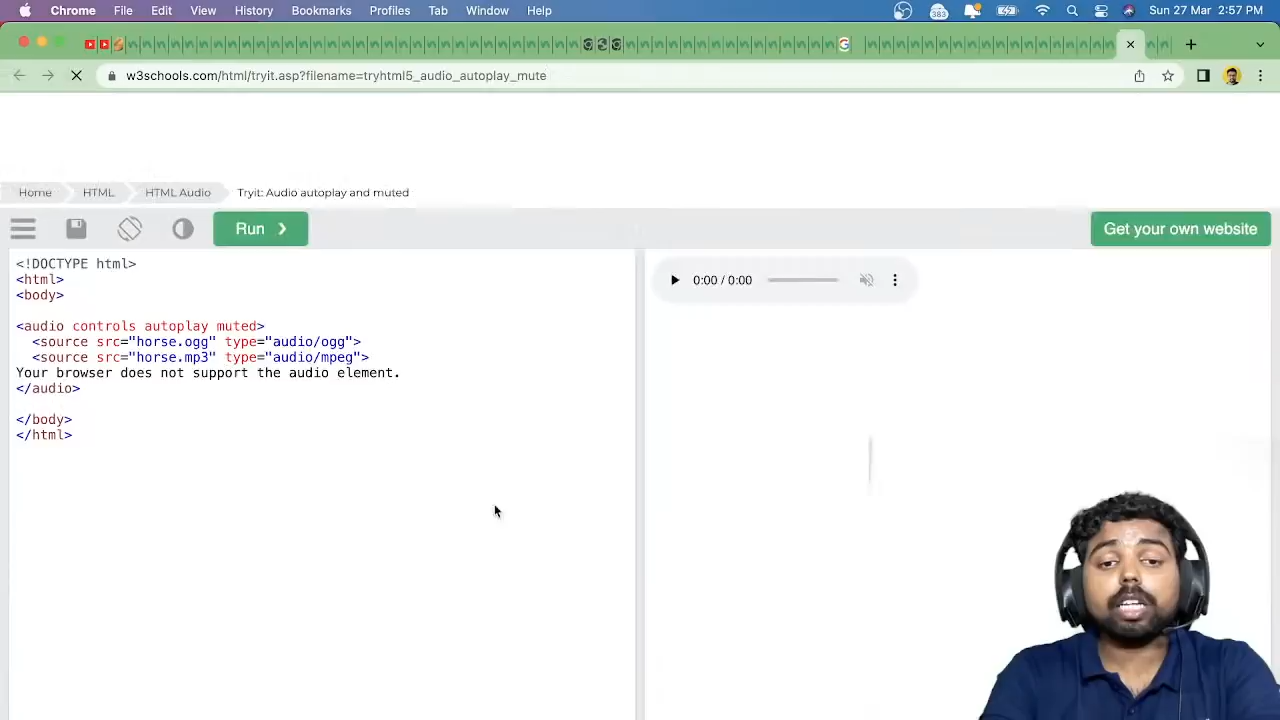 Chrome File Edit View History Bookmarks Profiles Tab Window Help 383 Sun 27 Mar 2:57 PM
w3schools.com/html/tryit.asp?filename=tryhtml5_audio_autoplay_mute
Home HTML HTML Audio Tryit: Audio autoplay and muted
Run ❯ Get your own website
<!DOCTYPE html>
<html>
<body>
<audio controls autoplay muted>
<source src="horse.ogg" type="audio/ogg">
<source src="horse.mp3" type="audio/mpeg">
Your browser does not support the audio element.
</audio>
</body>
</html>
0:00 / 0:00